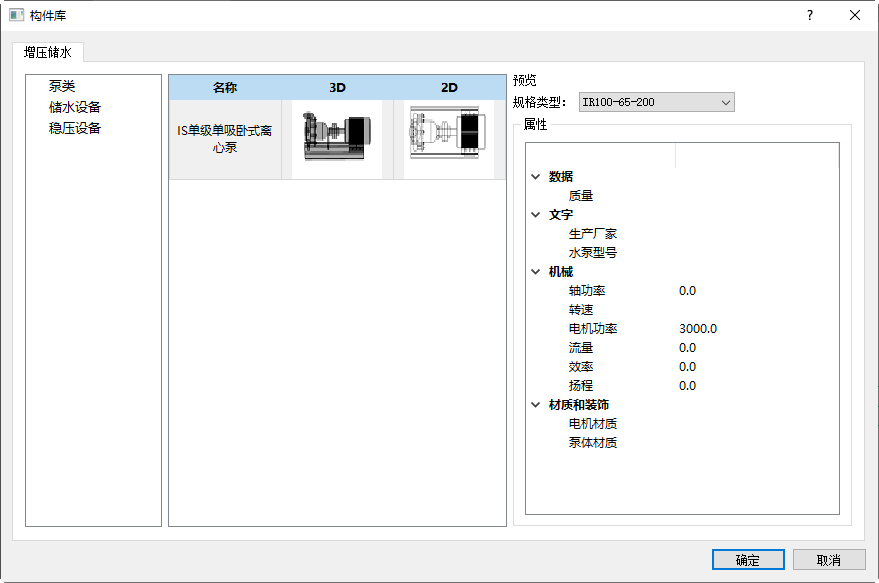 构件库
?
增压储水
泵类
储水设备
稳压设备
名称 3D 2D
IS单级单吸卧式离
心泵
预览
规格类型： IR100-65-200
属性
数据
质量
文字
生产厂家
水泵型号
机械
轴功率 0.0
转速
电机功率 3000.0
流量 0.0
效率 0.0
扬程 0.0
材质和装饰
电机材质
泵体材质
确定 取消